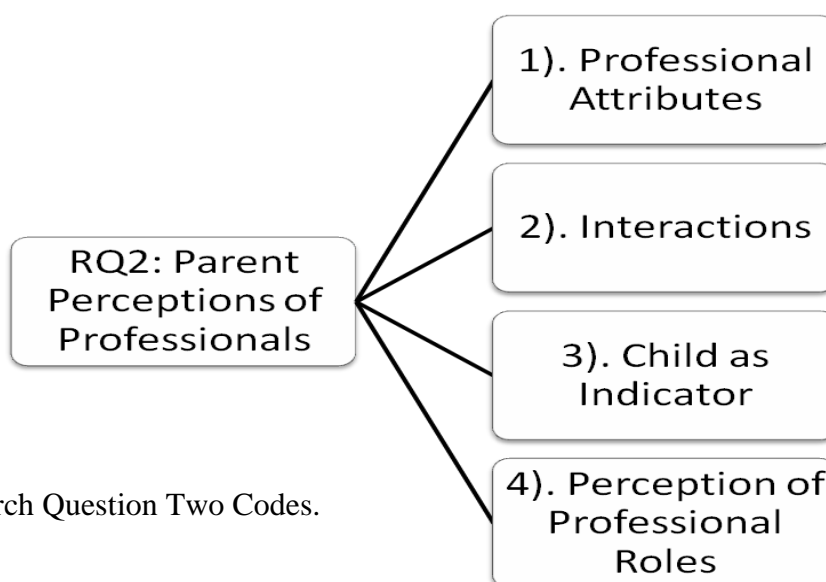 1). Professional
Attributes
2). Interactions
RQ2: Parent
Perceptions of
Professionals
3). Child as
Indicator
4). Perception of
Professional
Roles
Question Two Codes.